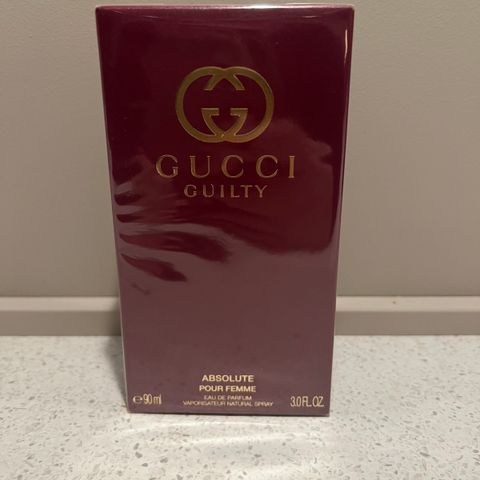 GUCCI
GUILTY
ABSOLUTE
POUR FEMME
EAU DE PARFUM
VAPORISATEUR NATURAL SPRAY
℮ 90 ml 3.0 FL.OZ.